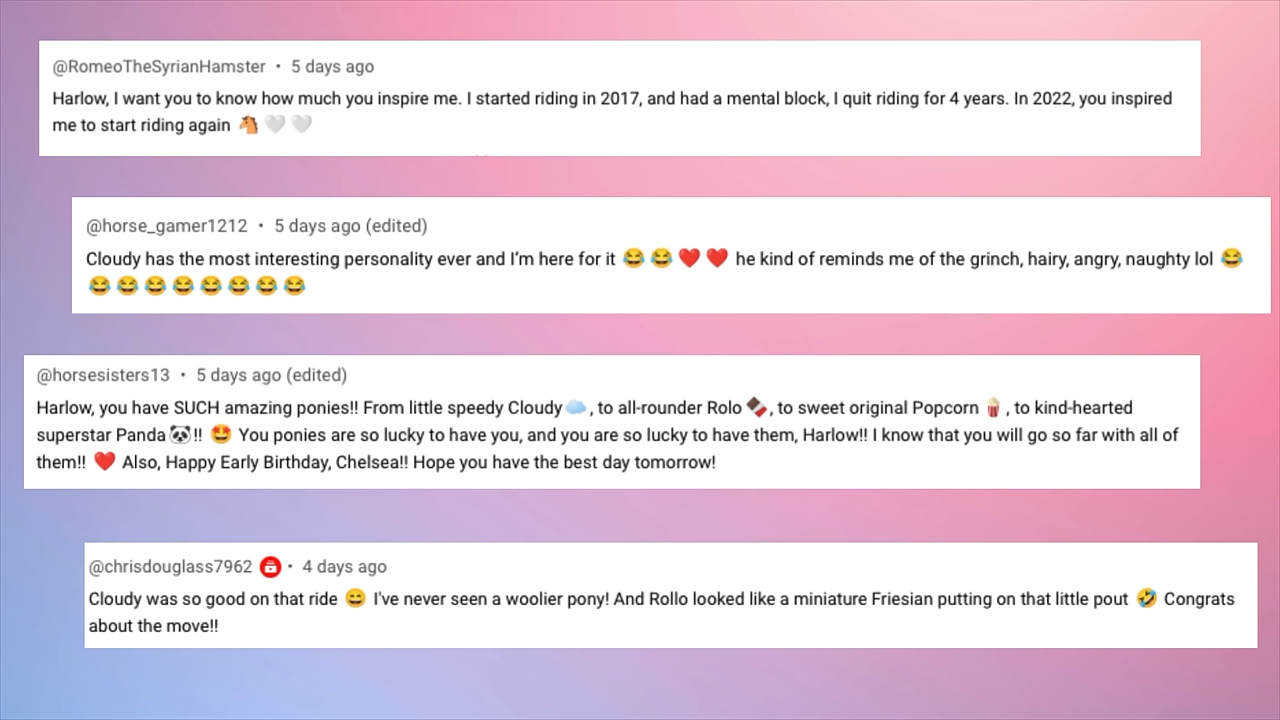 @RomeoTheSyrianHamster • 5 days ago
Harlow, I want you to know how much you inspire me. I started riding in 2017, and had a mental block, I quit riding for 4 years. In 2022, you inspired
me to start riding again 🐴 🤍 🤍
@horse_gamer1212 • 5 days ago (edited)
Cloudy has the most interesting personality ever and I'm here for it 😂 😂 ❤️ ❤️ he kind of reminds me of the grinch, hairy, angry, naughty lol 😂
😂 😂 😂 😂 😂 😂 😂 😂
@horsesisters13 • 5 days ago (edited)
Harlow, you have SUCH amazing ponies!! From little speedy Cloudy☁️, to all-rounder Rolo🍫, to sweet original Popcorn 🍿, to kind-hearted
superstar Panda🐼!! 🤩 You ponies are so lucky to have you, and you are so lucky to have them, Harlow!! I know that you will go so far with all of
them!! ❤️ Also, Happy Early Birthday, Chelsea!! Hope you have the best day tomorrow!
@chrisdouglass7962 • 4 days ago
Cloudy was so good on that ride 😄 I've never seen a woolier pony! And Rollo looked like a miniature Friesian putting on that little pout 🤣 Congrats
about the move!!